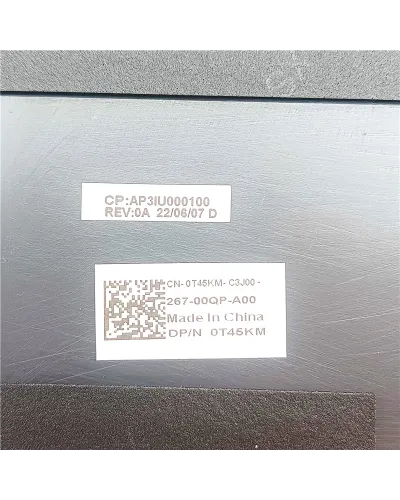 CP:AP3IU000100
REV:0A 22/06/07 D
CN- 0T45KM- C3J00 -
267-00QP-A00
Made In China
DP/N 0T45KM